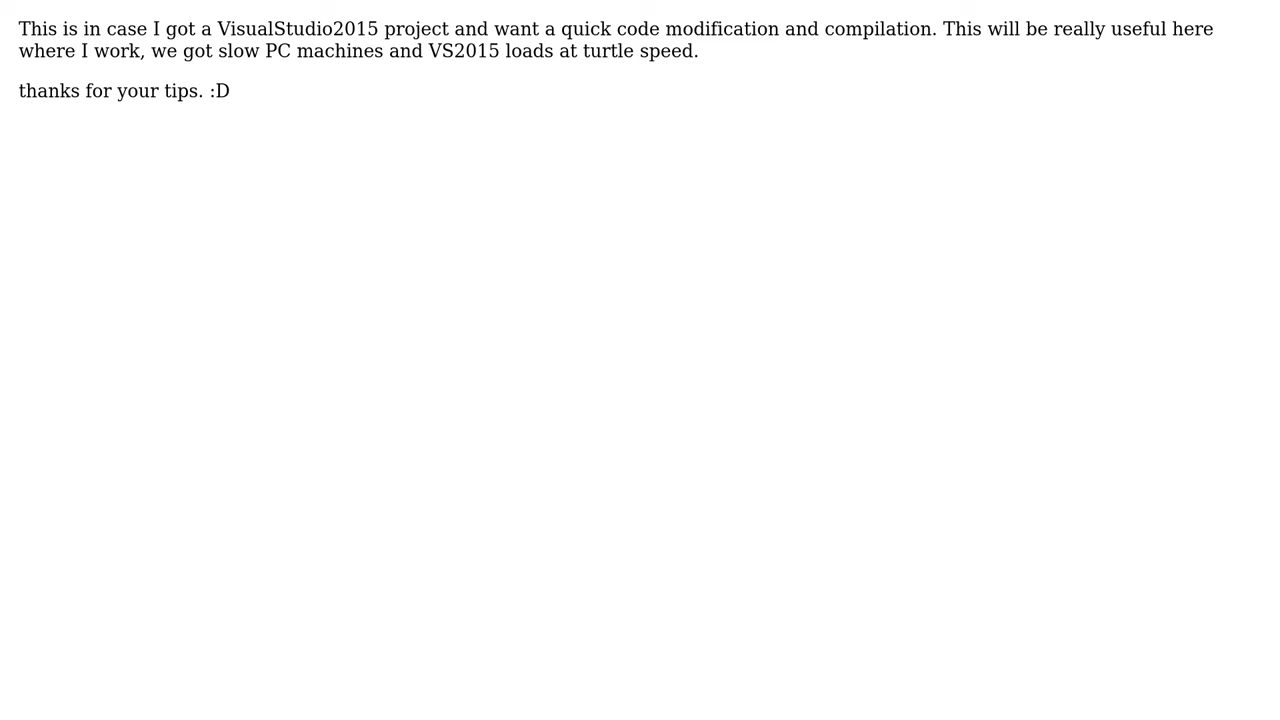 This is in case I got a VisualStudio2015 project and want a quick code modification and compilation. This will be really useful here
where I work, we got slow PC machines and VS2015 loads at turtle speed.
thanks for your tips. :D